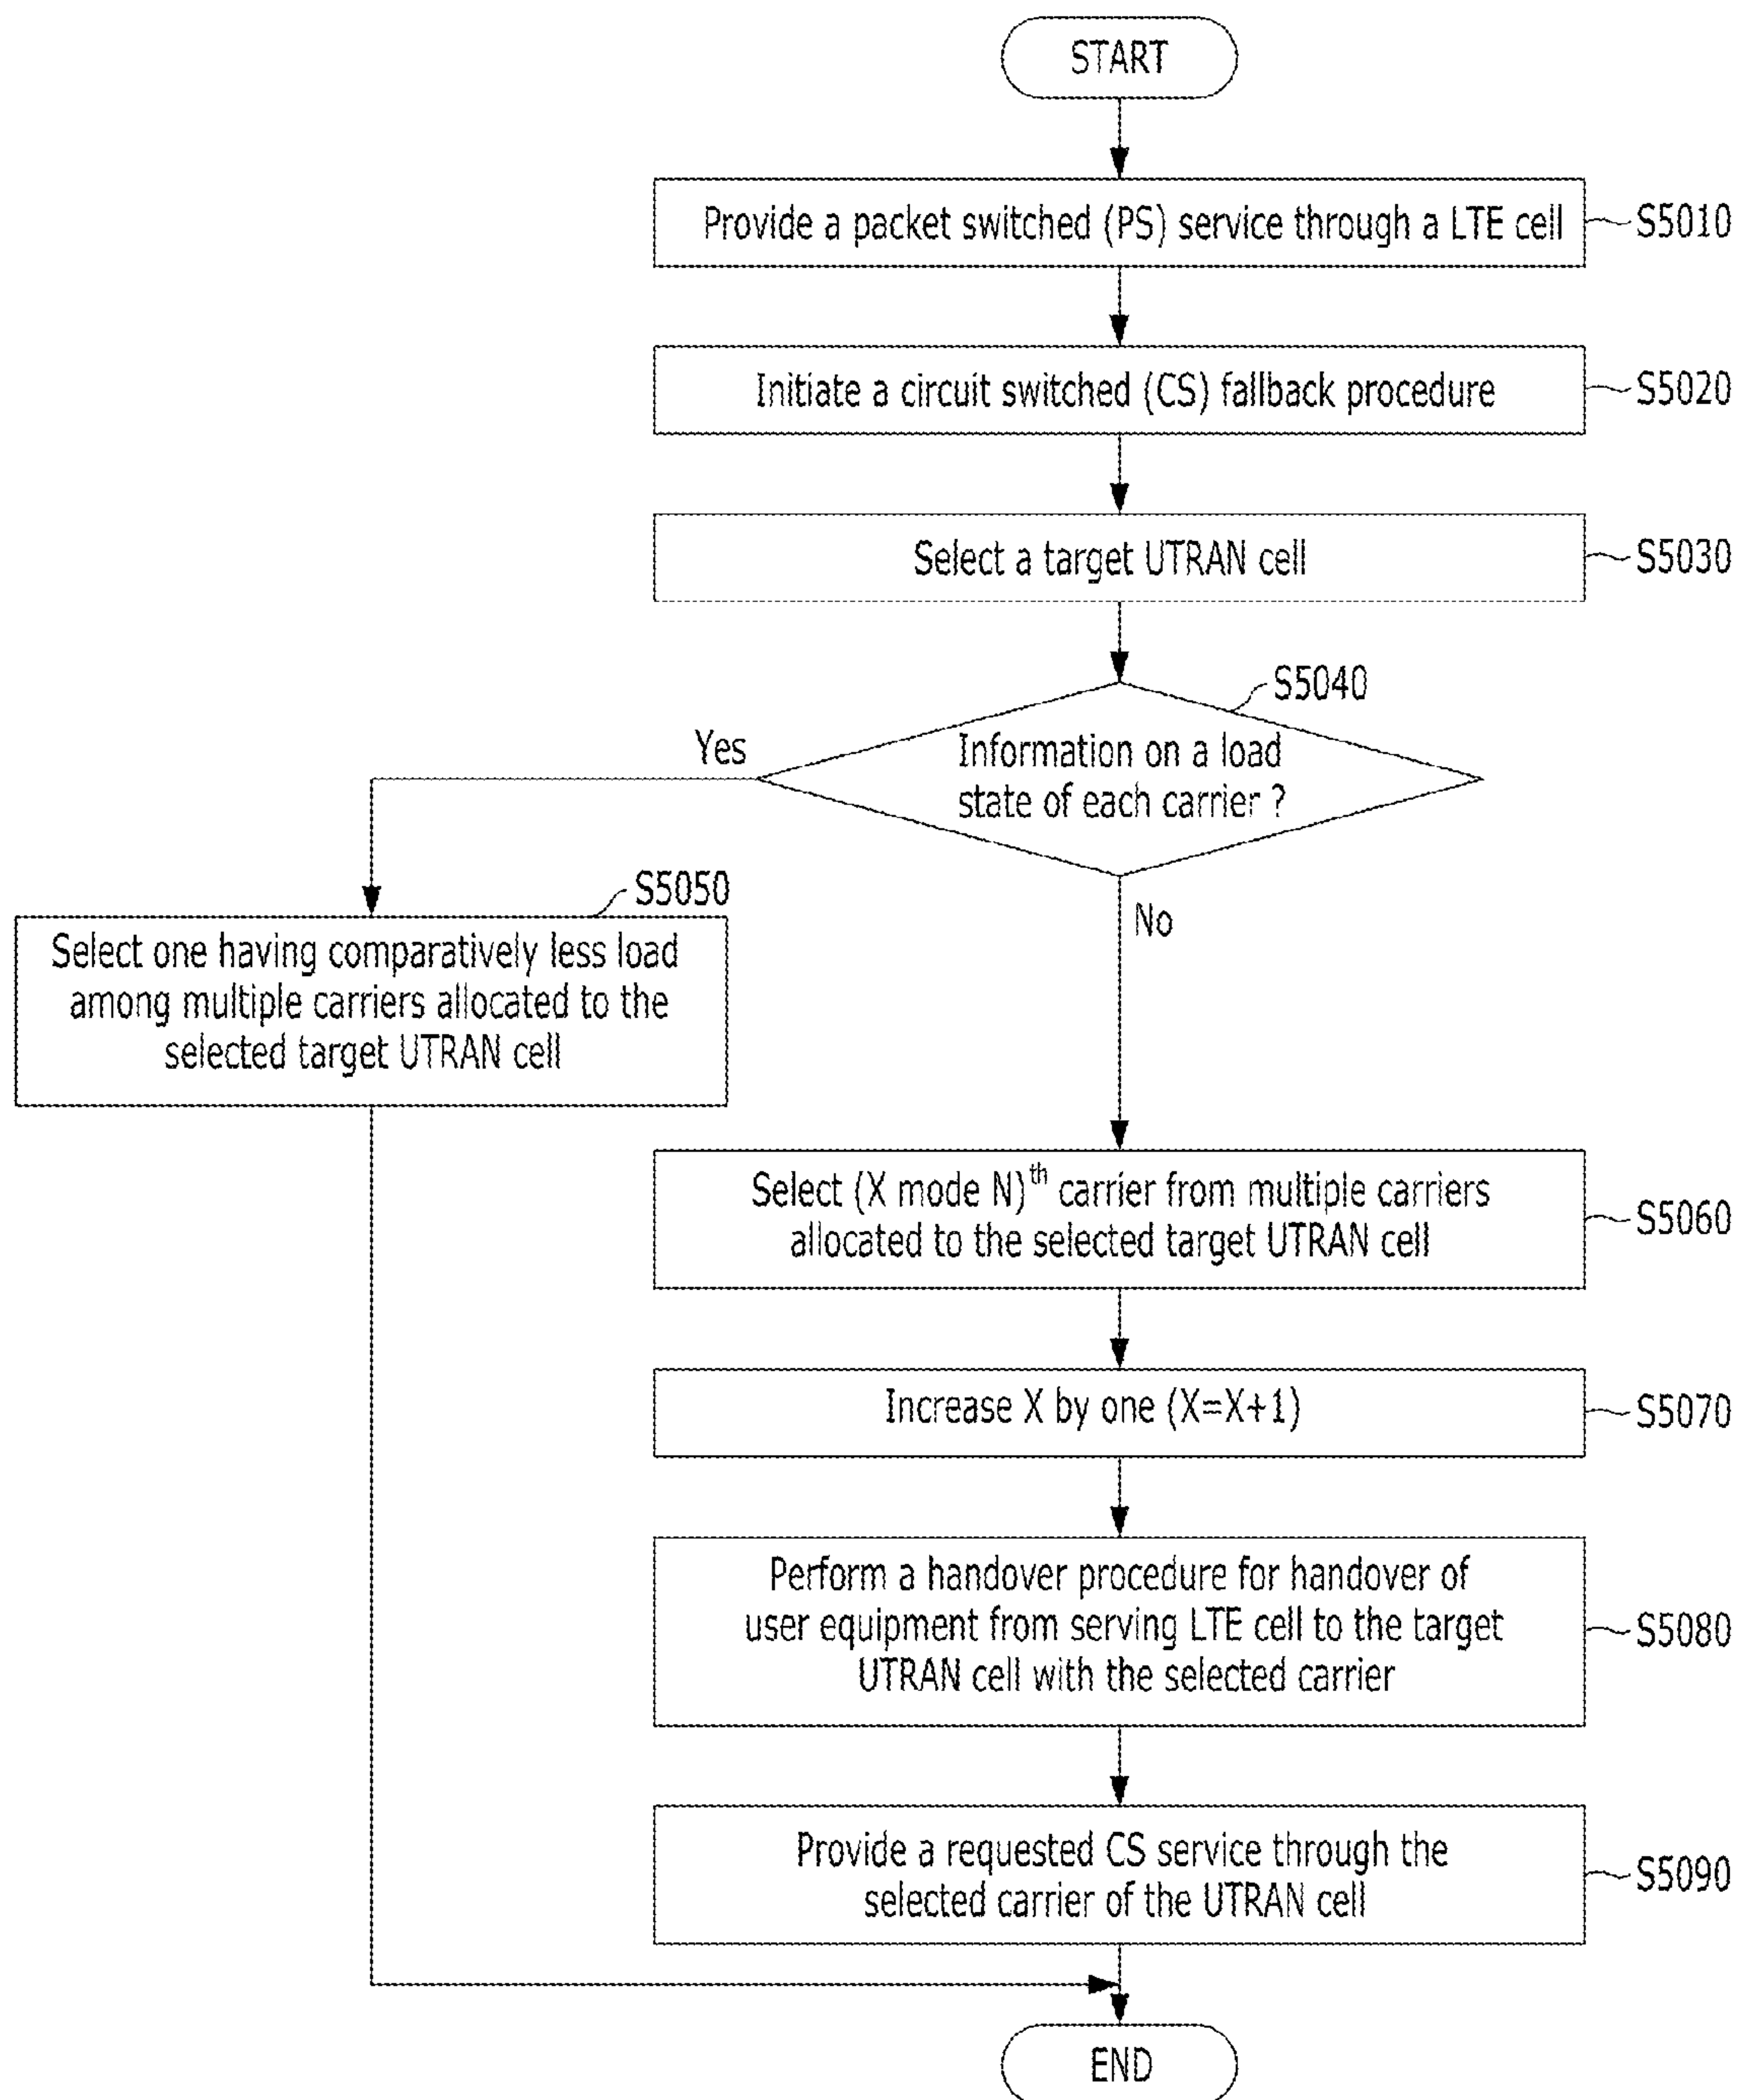 START
Provide a packet switched (PS) service through a LTE cell
S5010
Initiate a circuit switched (CS) fallback procedure
S5020
Select a target UTRAN cell
S5030
S5040
Information on a load
state of each carrier ?
Yes
No
S5050
Select one having comparatively less load
among multiple carriers allocated to the
selected target UTRAN cell
Select (X mode N)th carrier from multiple carriers
allocated to the selected target UTRAN cell
S5060
Increase X by one (X=X+1)
S5070
Perform a handover procedure for handover of
user equipment from serving LTE cell to the target
UTRAN cell with the selected carrier
S5080
Provide a requested CS service through the
selected carrier of the UTRAN cell
S5090
END